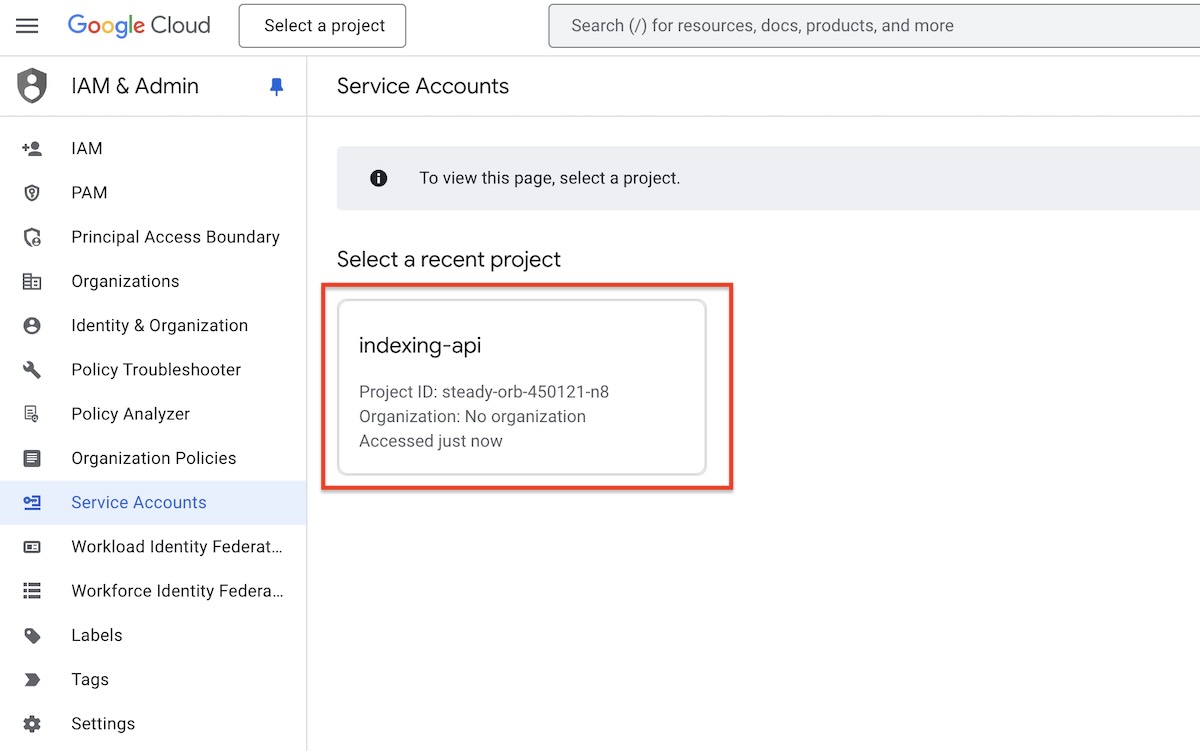 Google Cloud
Select a project
Search (/) for resources, docs, products, and more
IAM & Admin
Service Accounts
IAM
PAM
Principal Access Boundary
Organizations
Identity & Organization
Policy Troubleshooter
Policy Analyzer
Organization Policies
Service Accounts
Workload Identity Federat...
Workforce Identity Federa...
Labels
Tags
Settings
To view this page, select a project.
Select a recent project
indexing-api
Project ID: steady-orb-450121-n8
Organization: No organization
Accessed just now